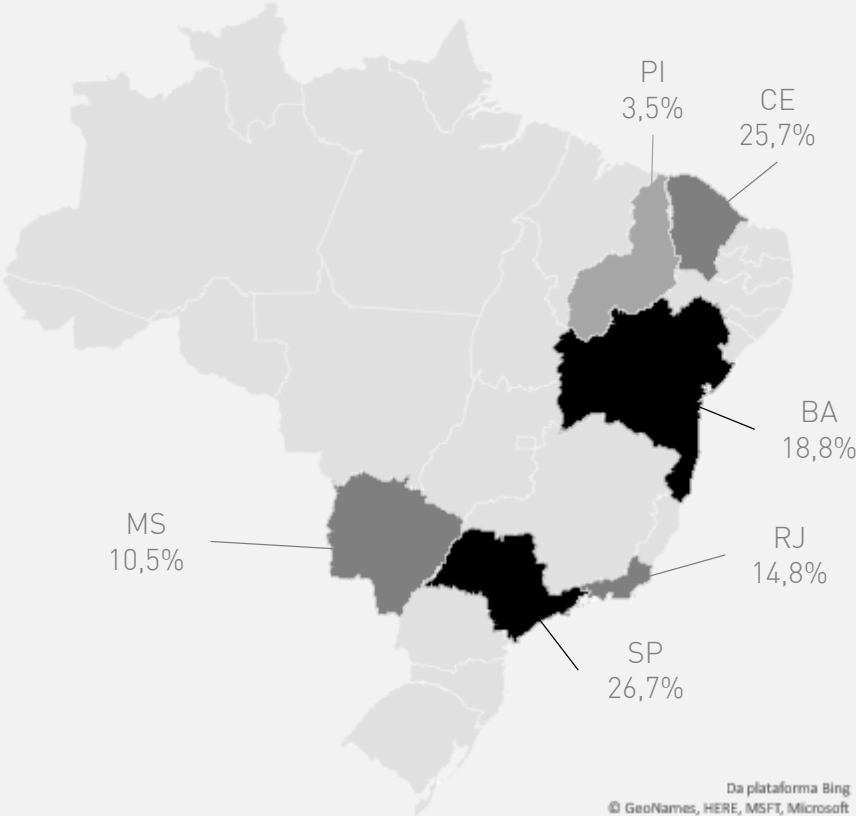 PI
3,5%
CE
25,7%
BA
18,8%
MS
10,5%
RJ
14,8%
SP
26,7%
Da plataforma Bing
© GeoNames, HERE, MSFT, Microsoft